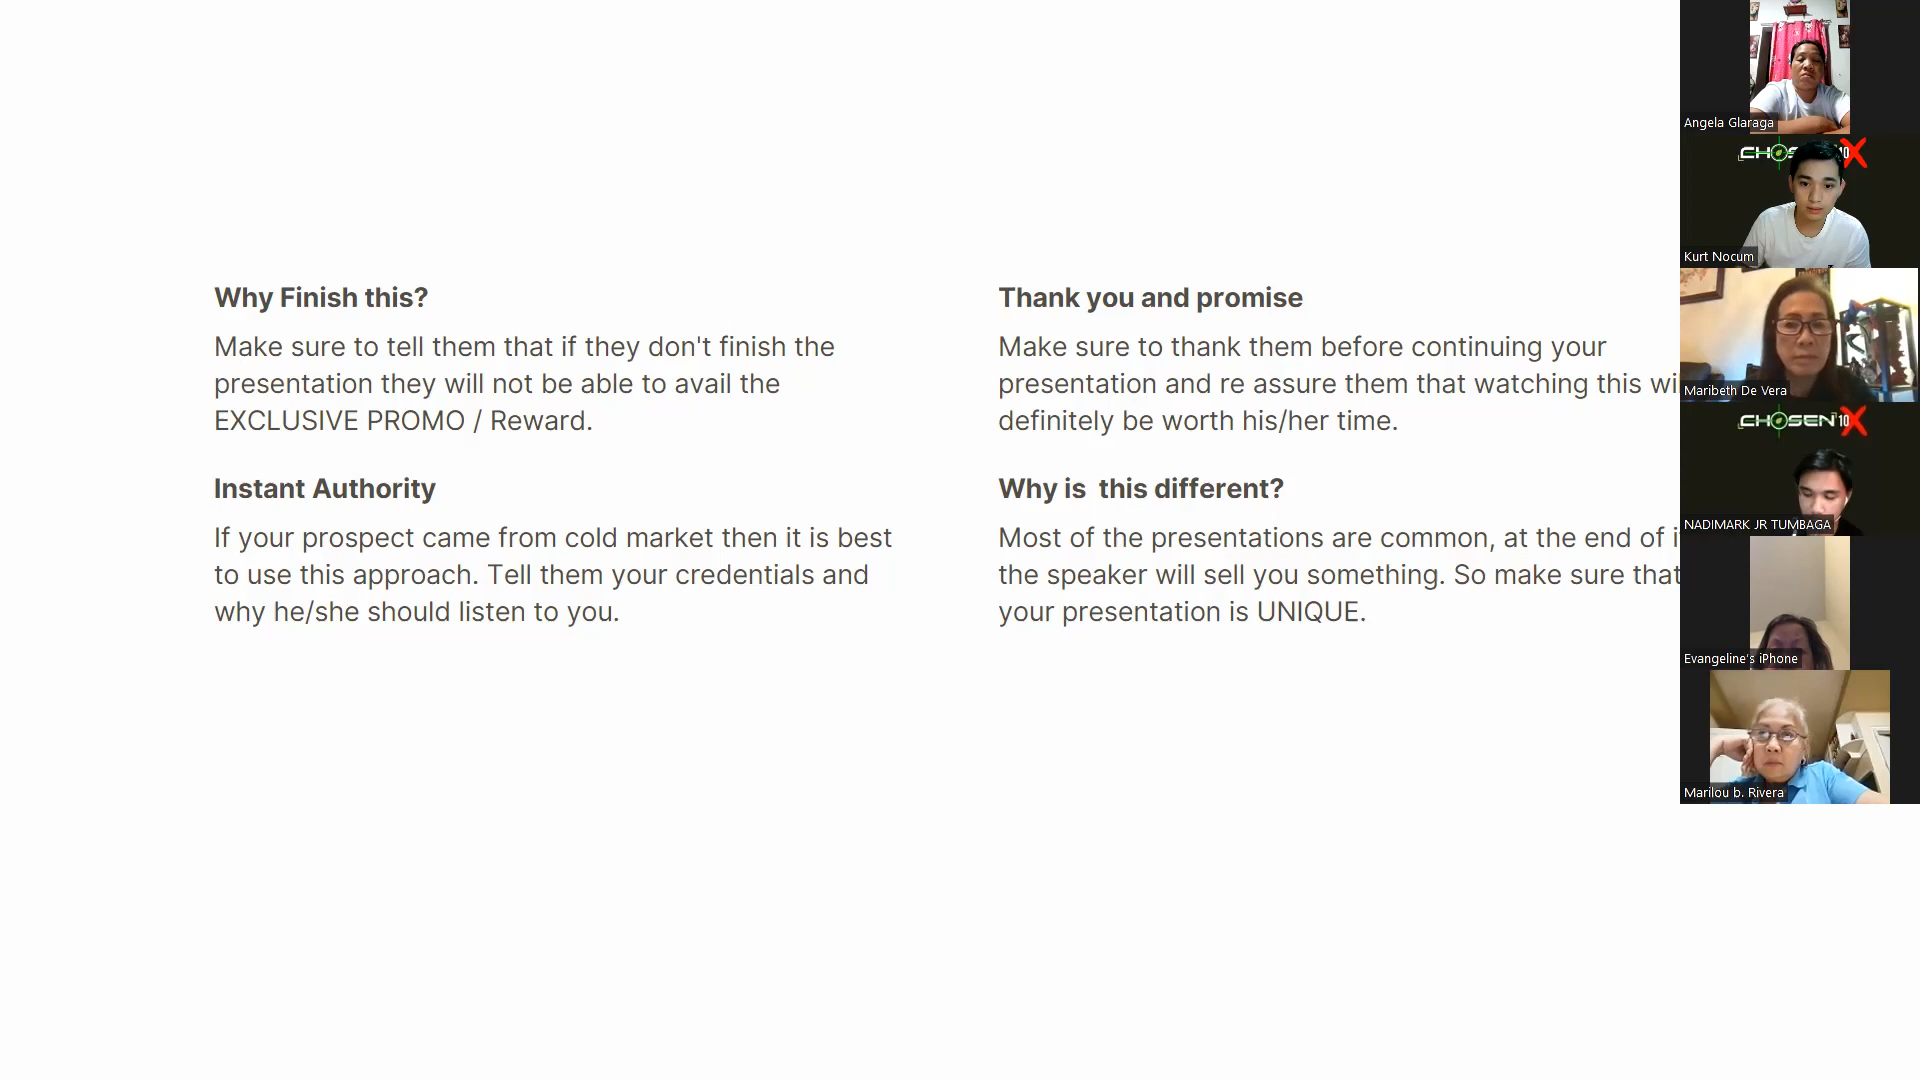 Why Finish this?
Make sure to tell them that if they don't finish the
presentation they will not be able to avail the
EXCLUSIVE PROMO / Reward.
Instant Authority
If your prospect came from cold market then it is best
to use this approach. Tell them your credentials and
why he/she should listen to you.
Thank you and promise
Make sure to thank them before continuing your
presentation and re assure them that watching this
definitely be worth his/her time.
Why is  this different?
Most of the presentations are common, at the end of
the speaker will sell you something. So make sure that
your presentation is UNIQUE.
Angela Glaraga
10X
Kurt Nocum
Maribeth De Vera
CHOSEN 10X
NADIMARK JR TUMBAGA
Evangeline's iPhone
Marilou b. Rivera